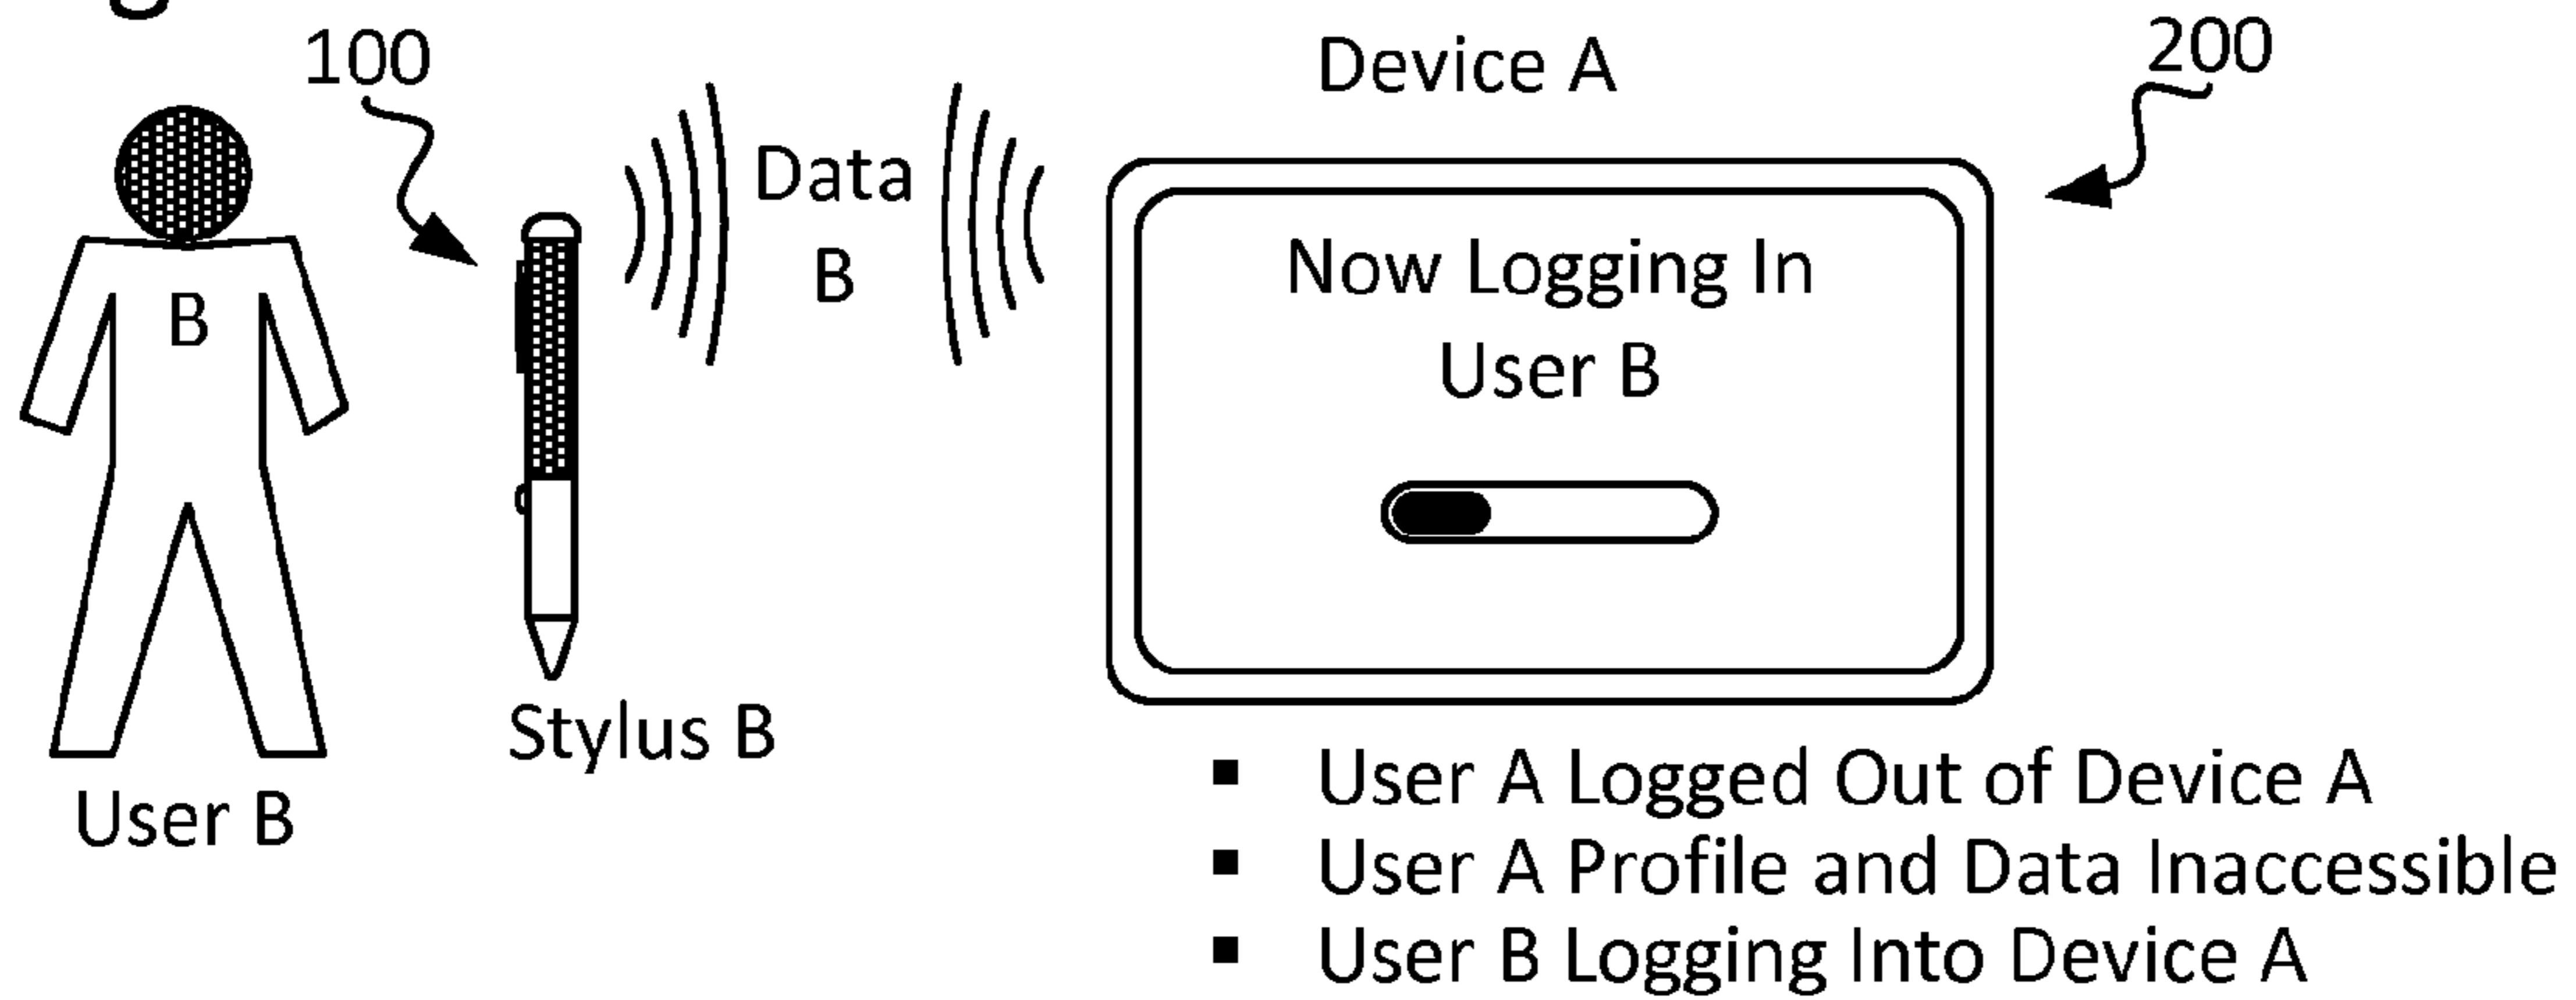 100
Device A
200
Data
B
Now Logging In
User B
B
Stylus B
User B
▪ User A Logged Out of Device A
▪ User A Profile and Data Inaccessible
▪ User B Logging Into Device A